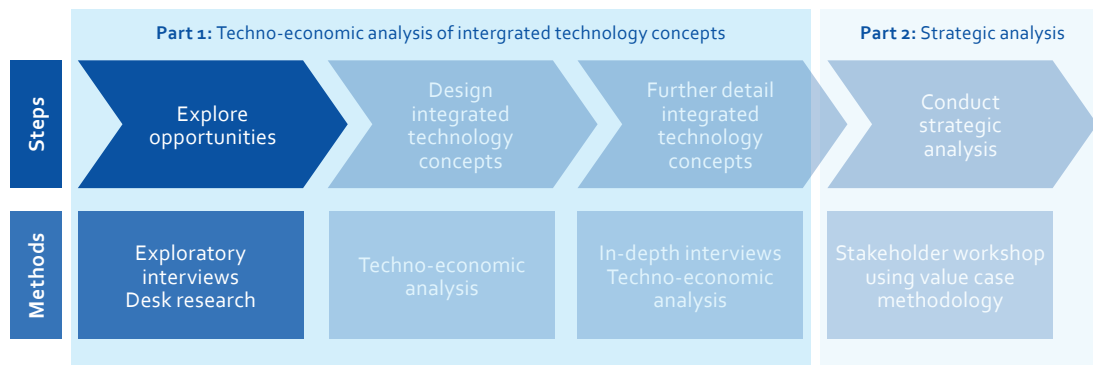 Part 1: Techno-economic analysis of intergrated technology concepts
Part 2: Strategic analysis
Steps
Explore
opportunities
Design
integrated
technology
concepts
Further detail
integrated
technology
concepts
Conduct
strategic
analysis
Methods
Exploratory
interviews
Desk research
Techno-economic
analysis
In-depth interviews
Techno-economic
analysis
Stakeholder workshop
using value case
methodology